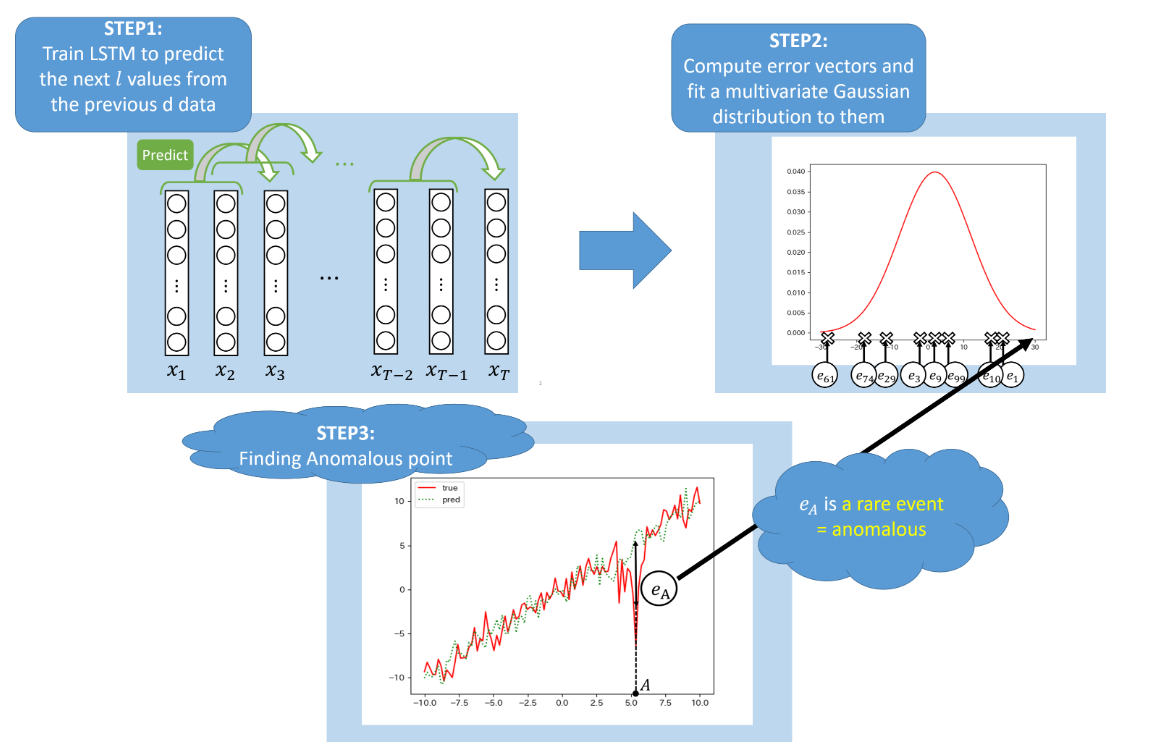 STEP1:
Train LSTM to predict
the next l values from
the previous d data
Predict
...
...
x1 x2 x3 xT−2 xT−1 xT
STEP2:
Compute error vectors and
fit a multivariate Gaussian
distribution to them
0.040
0.035
0.030
0.025
0.020
0.015
0.010
0.005
0.000
0 30
e61 e74 e29 e3 e9 e99 e10 e1
STEP3:
Finding Anomalous point
true
pred
10
5
0
−5
−10
−10.0 −7.5 −5.0 −2.5 0.0 2.5 5.0 7.5 10.0
eA
A
eA is a rare event
= anomalous